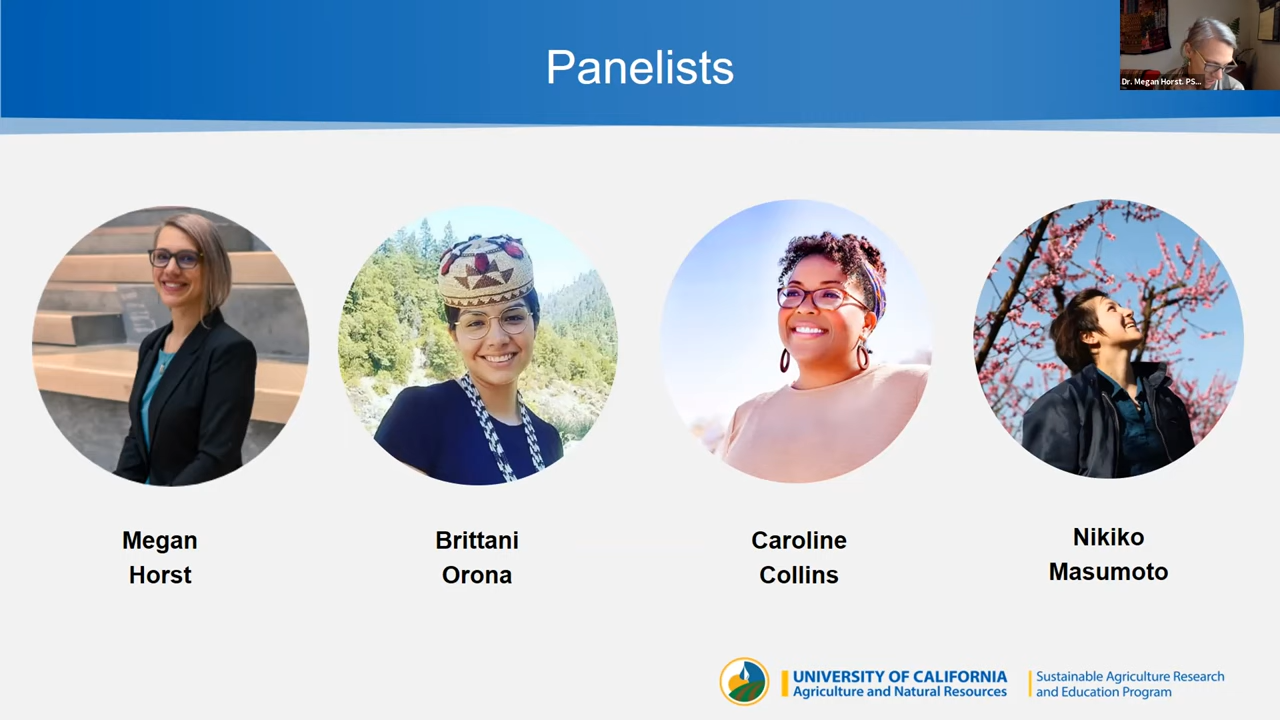 Panelists
Dr. Megan Horst. PS...
Megan
Horst
Brittani
Orona
Caroline
Collins
Nikiko
Masumoto
UNIVERSITY OF CALIFORNIA
Agriculture and Natural Resources
Sustainable Agriculture Research
and Education Program